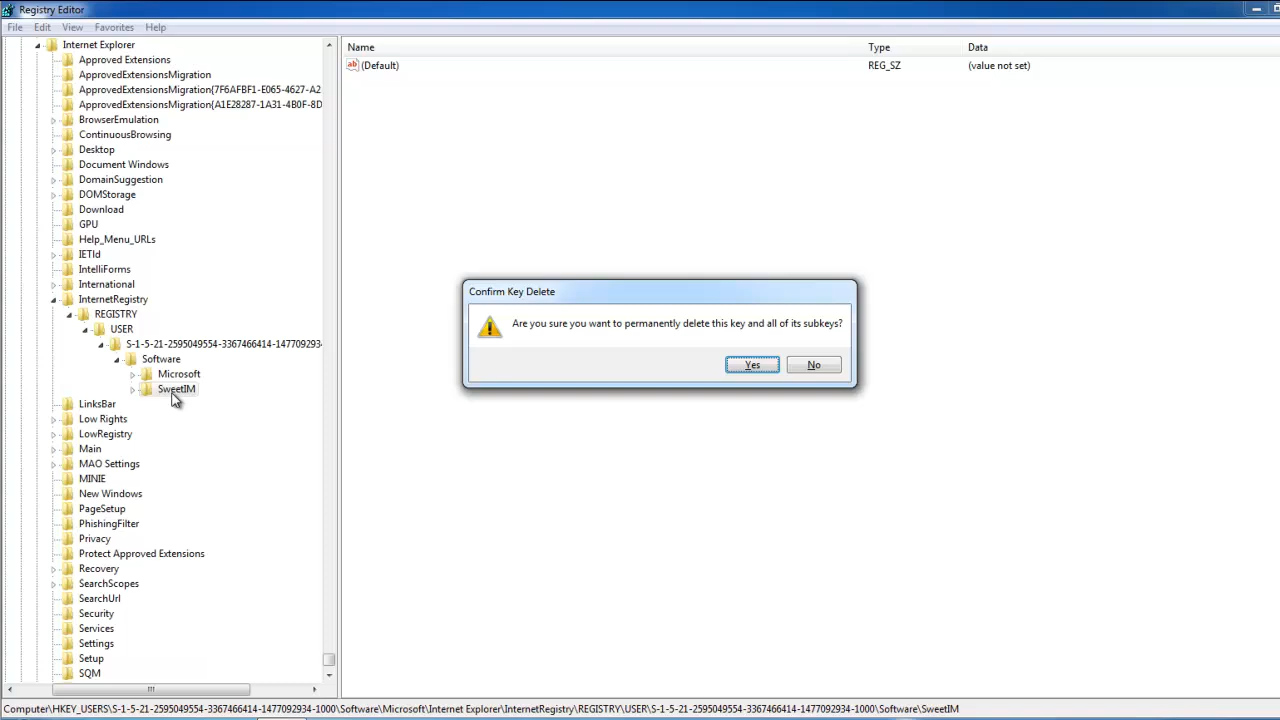 Registry Editor
File Edit View Favorites Help
Internet Explorer
Approved Extensions
ApprovedExtensionsMigration
ApprovedExtensionsMigration{7F6AFBF1-E065-4627-A2
ApprovedExtensionsMigration{A1E28287-1A31-4B0F-8D
BrowserEmulation
ContinuousBrowsing
Desktop
Document Windows
DomainSuggestion
DOMStorage
Download
GPU
Help_Menu_URLs
IETld
IntelliForms
International
InternetRegistry
REGISTRY
USER
S-1-5-21-2595049554-3367466414-1477092934
Software
Microsoft
SweetIM
LinksBar
Low Rights
LowRegistry
Main
MAO Settings
MINIE
New Windows
PageSetup
PhishingFilter
Privacy
Protect Approved Extensions
Recovery
SearchScopes
SearchUrl
Security
Services
Settings
Setup
SQM
Name Type Data
ab (Default) REG_SZ (value not set)
Confirm Key Delete
Are you sure you want to permanently delete this key and all of its subkeys?
Yes No
Computer\HKEY_USERS\S-1-5-21-2595049554-3367466414-1477092934-1000\Software\Microsoft\Internet Explorer\InternetRegistry\REGISTRY\USER\S-1-5-21-2595049554-3367466414-1477092934-1000\Software\SweetIM